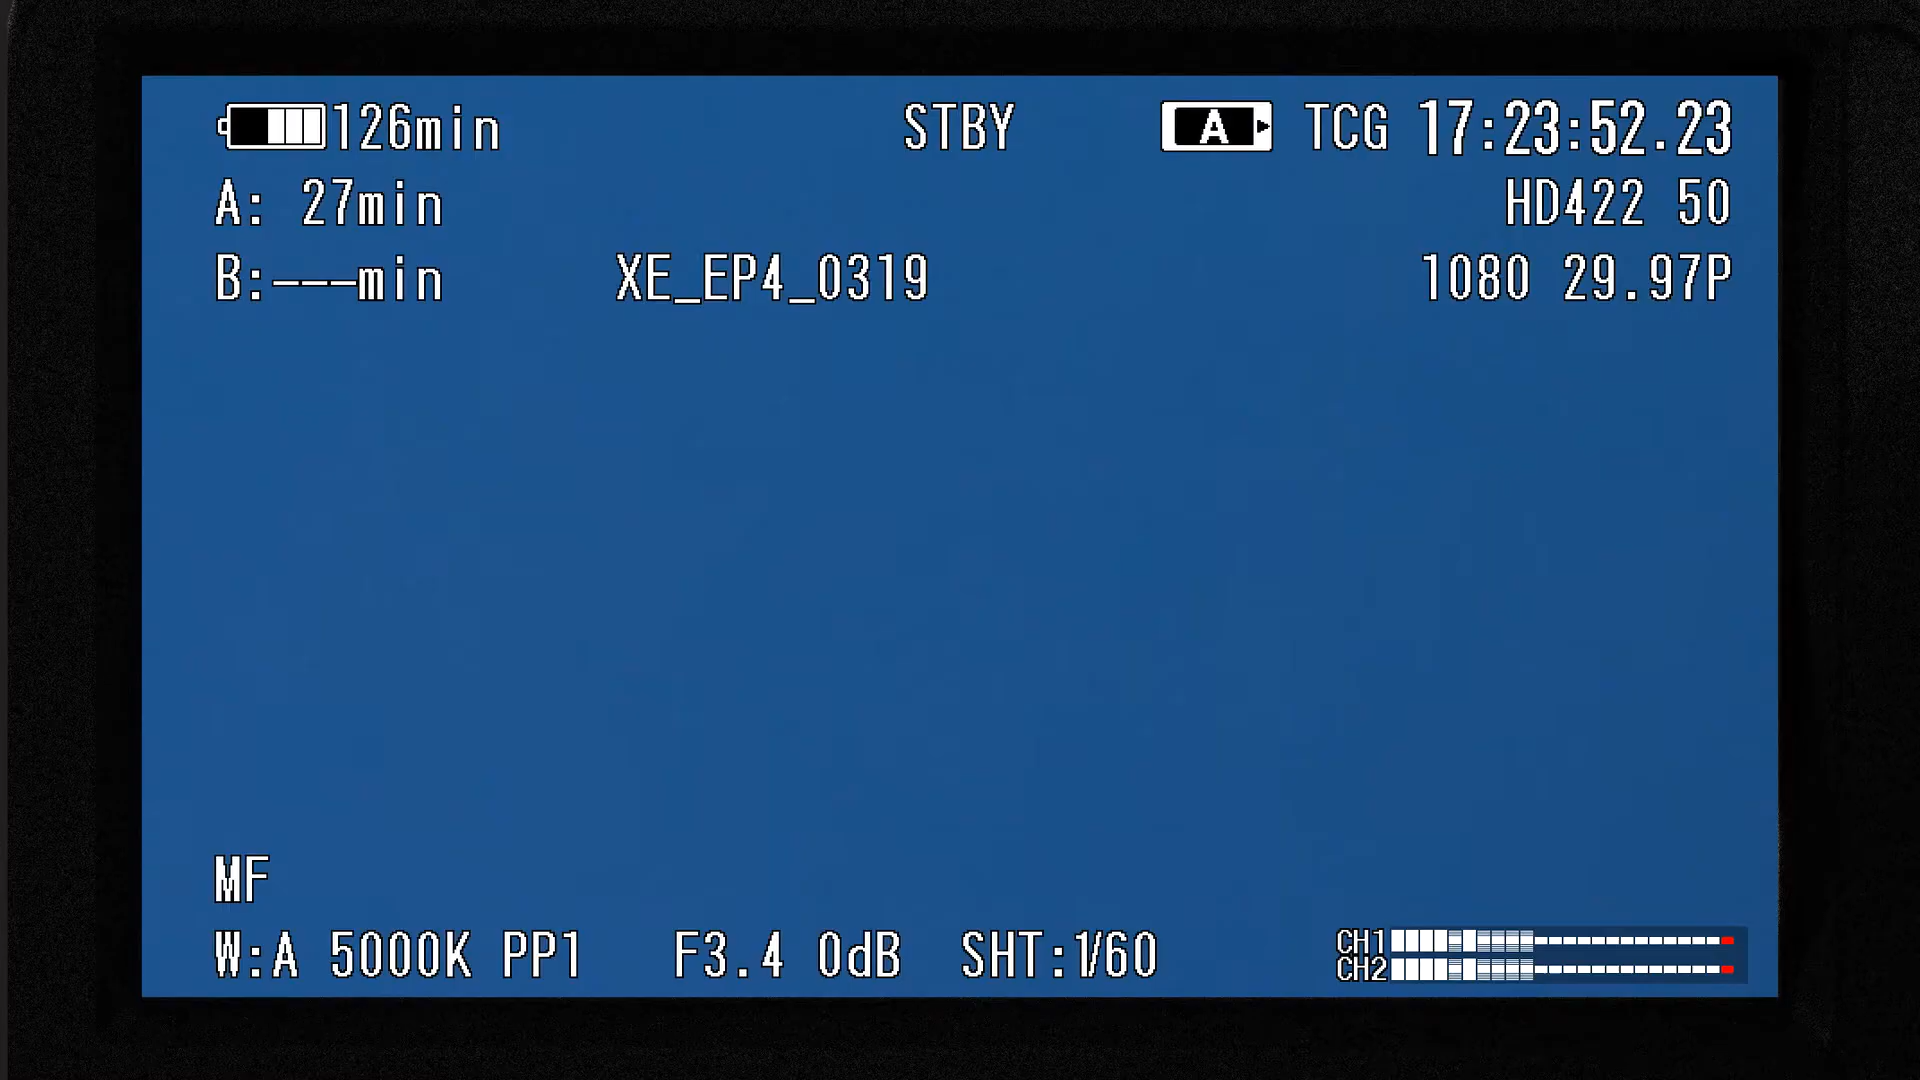 126min STBY A TCG 17:23:52.23
A: 27min HD422 50
B:---min XE_EP4_0319 1080 29.97P
MF
W:A 5000K PP1 F3.4 0dB SHT:1/60 CH1
CH2